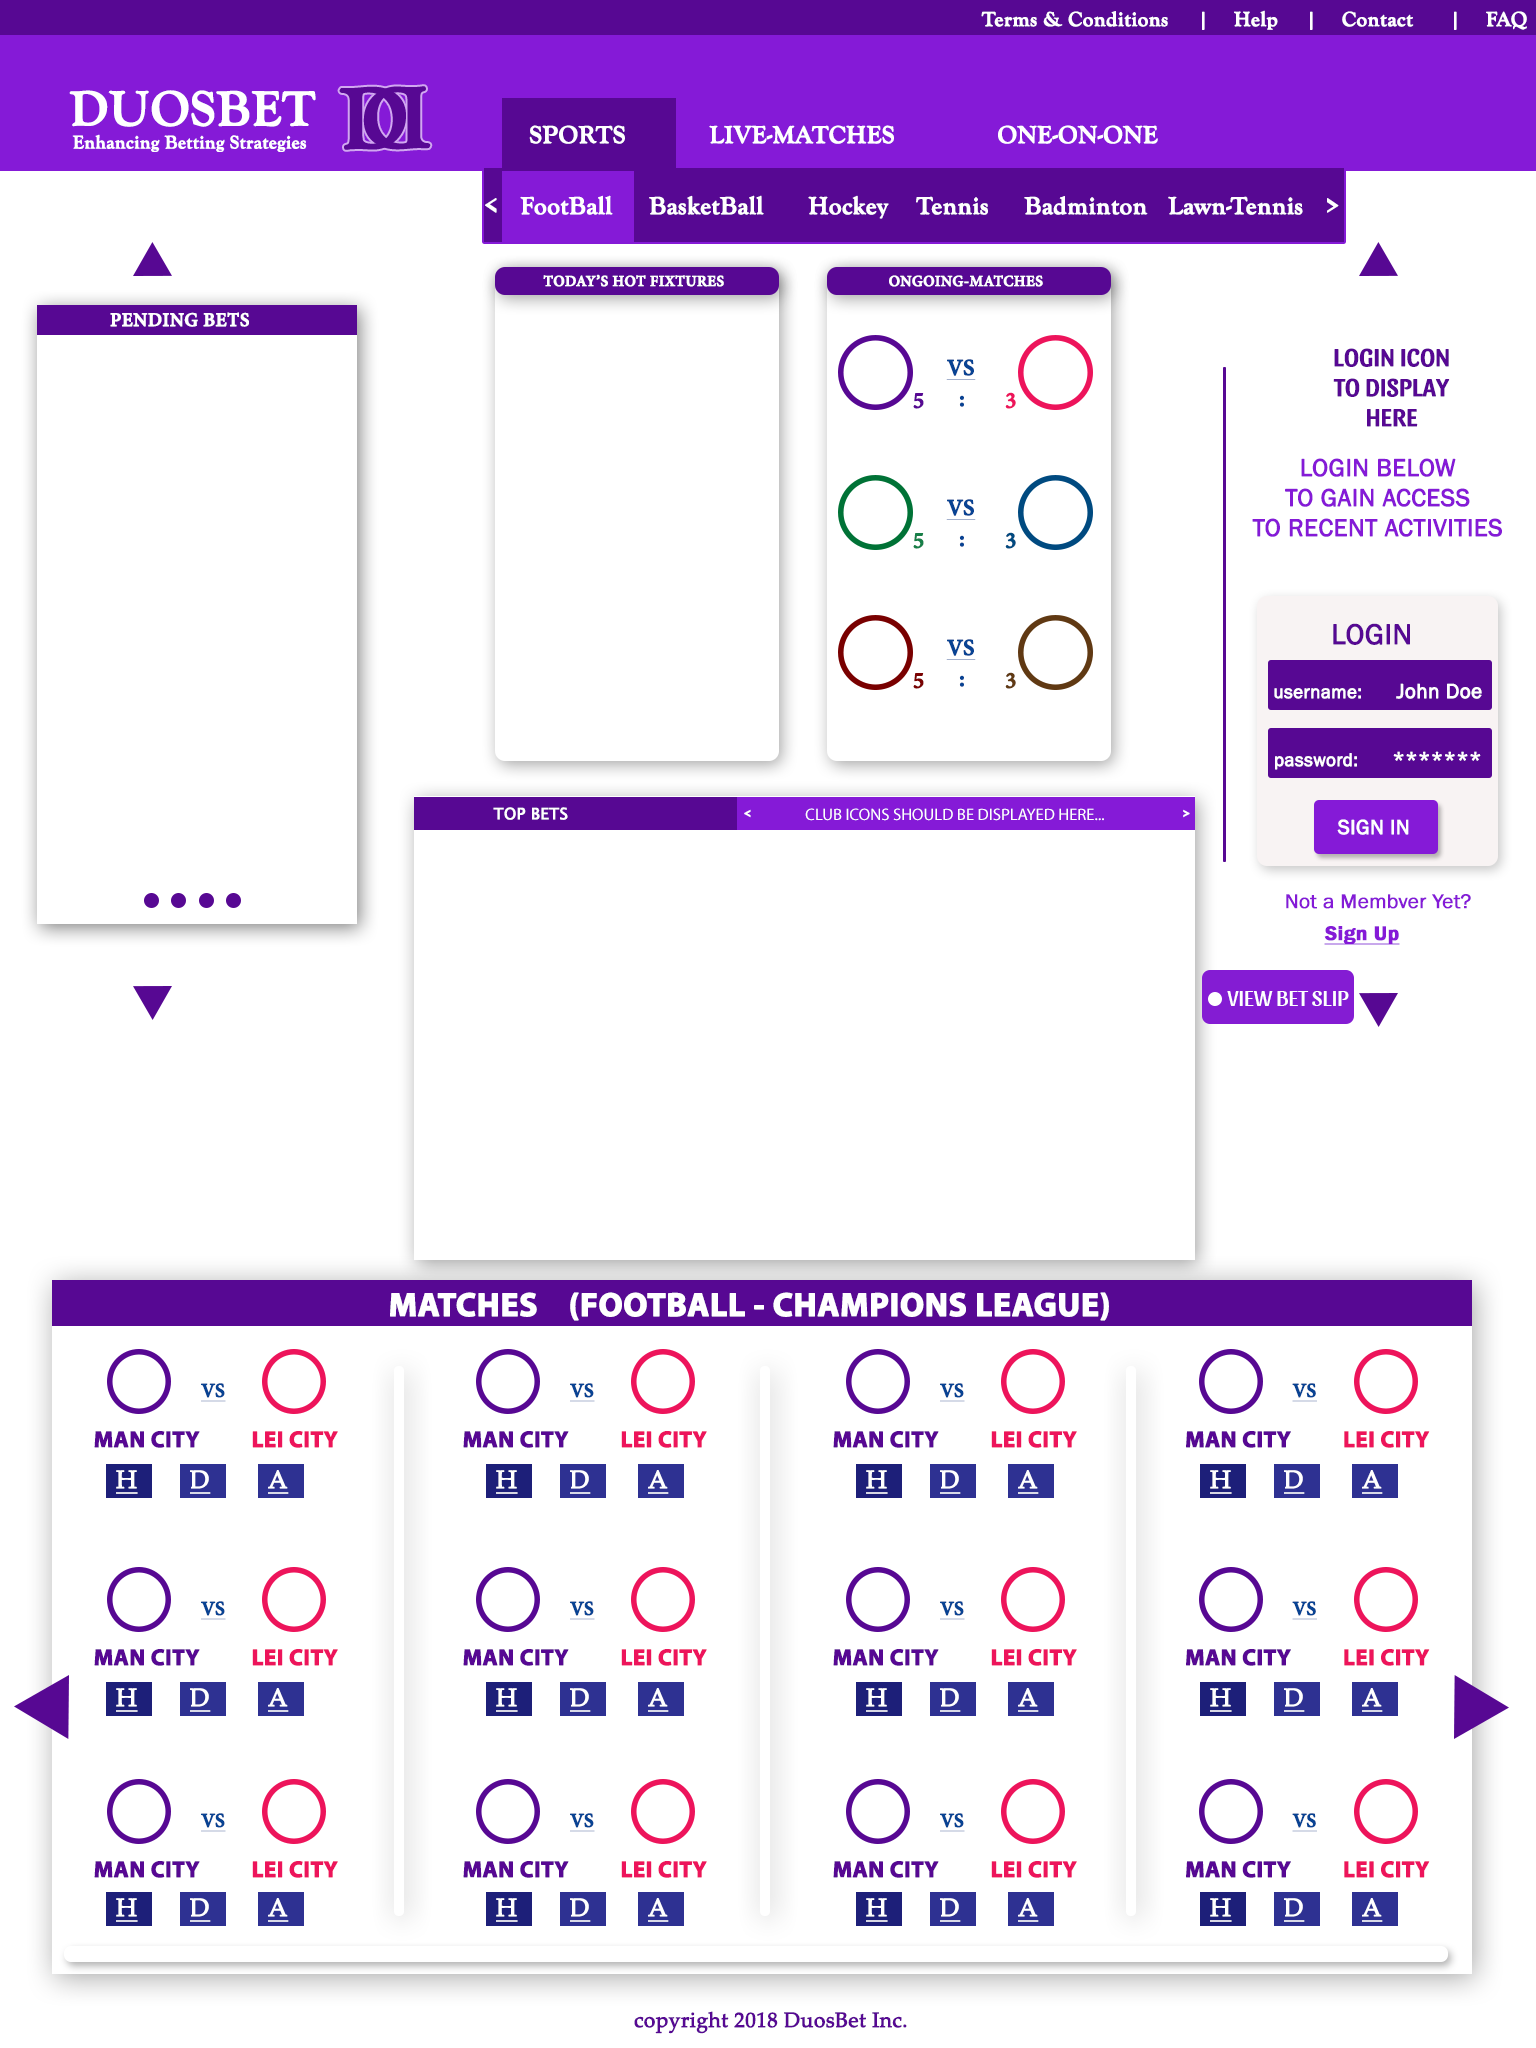 Terms & Conditions | Help | Contact | FAQ
DUOSBET
Enhancing Betting Strategies
SPORTS LIVE-MATCHES ONE-ON-ONE
< FootBall BasketBall Hockey Tennis Badminton Lawn-Tennis >
PENDING BETS
TODAY'S HOT FIXTURES
ONGOING-MATCHES
VS
5 : 3
VS
5 : 3
VS
5 : 3
LOGIN ICON
TO DISPLAY
HERE
LOGIN BELOW
TO GAIN ACCESS
TO RECENT ACTIVITIES
LOGIN
username: John Doe
password: *******
SIGN IN
Not a Membver Yet?
Sign Up
VIEW BET SLIP
TOP BETS < CLUB ICONS SHOULD BE DISPLAYED HERE... >
MATCHES (FOOTBALL - CHAMPIONS LEAGUE)
VS VS VS VS
MAN CITY LEI CITY MAN CITY LEI CITY MAN CITY LEI CITY MAN CITY LEI CITY
H D A H D A H D A H D A
VS VS VS VS
MAN CITY LEI CITY MAN CITY LEI CITY MAN CITY LEI CITY MAN CITY LEI CITY
H D A H D A H D A H D A
VS VS VS VS
MAN CITY LEI CITY MAN CITY LEI CITY MAN CITY LEI CITY MAN CITY LEI CITY
H D A H D A H D A H D A
copyright 2018 DuosBet Inc.